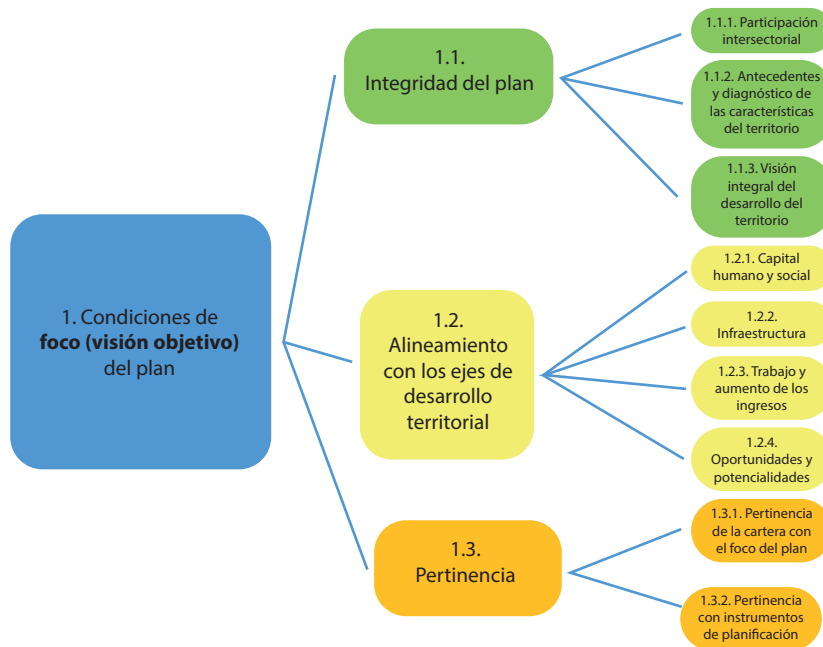 1. Condiciones de
foco (visión objetivo)
del plan
1.1.
Integridad del plan
1.1.1. Participación
intersectorial
1.1.2. Antecedentes
y diagnóstico de
las características
del territorio
1.1.3. Visión
integral del
desarrollo del
territorio
1.2.
Alineamiento
con los ejes de
desarrollo
territorial
1.2.1. Capital
humano y social
1.2.2.
Infraestructura
1.2.3. Trabajo y
aumento de los
ingresos
1.2.4.
Oportunidades y
potencialidades
1.3.
Pertinencia
1.3.1. Pertinencia
de la cartera con
el foco del plan
1.3.2. Pertinencia
con instrumentos
de planificación